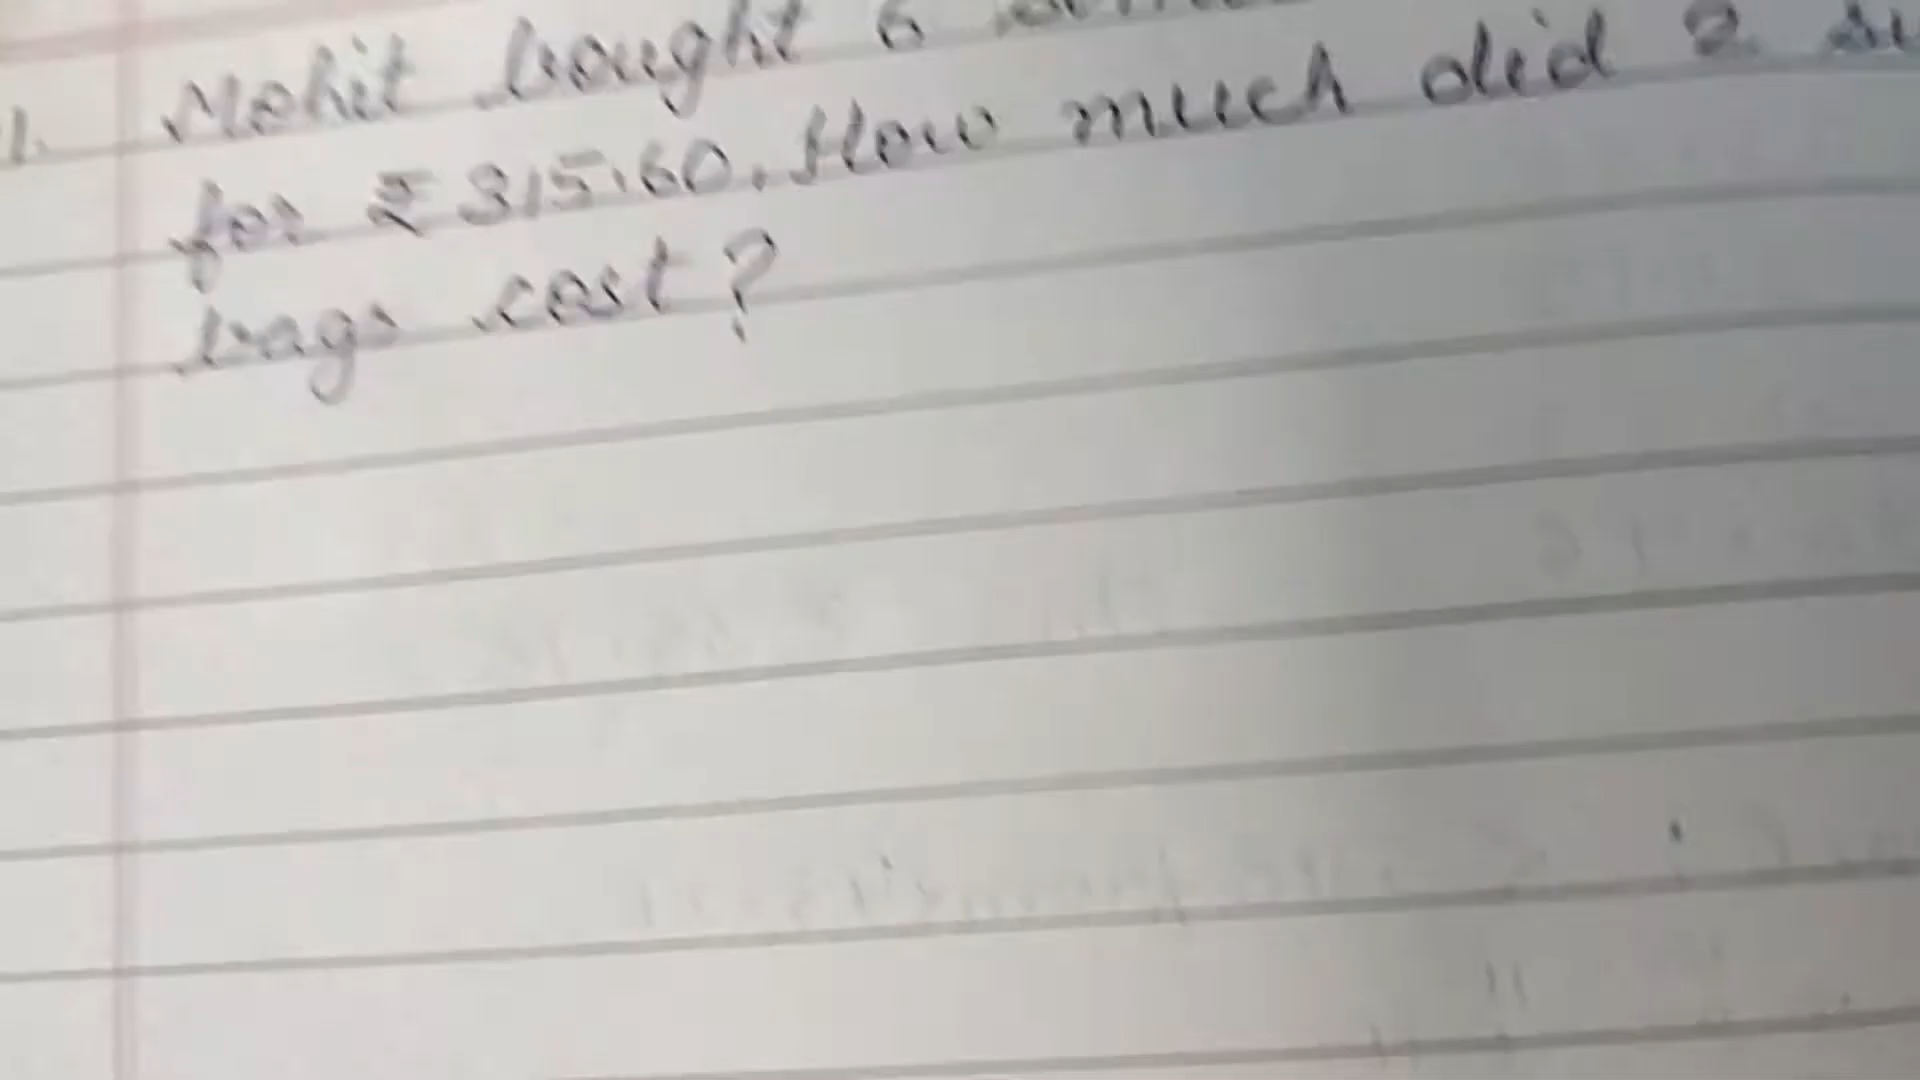 1. Mohit bought 6
for ₹ 315.60. How much did 2
bags cost?